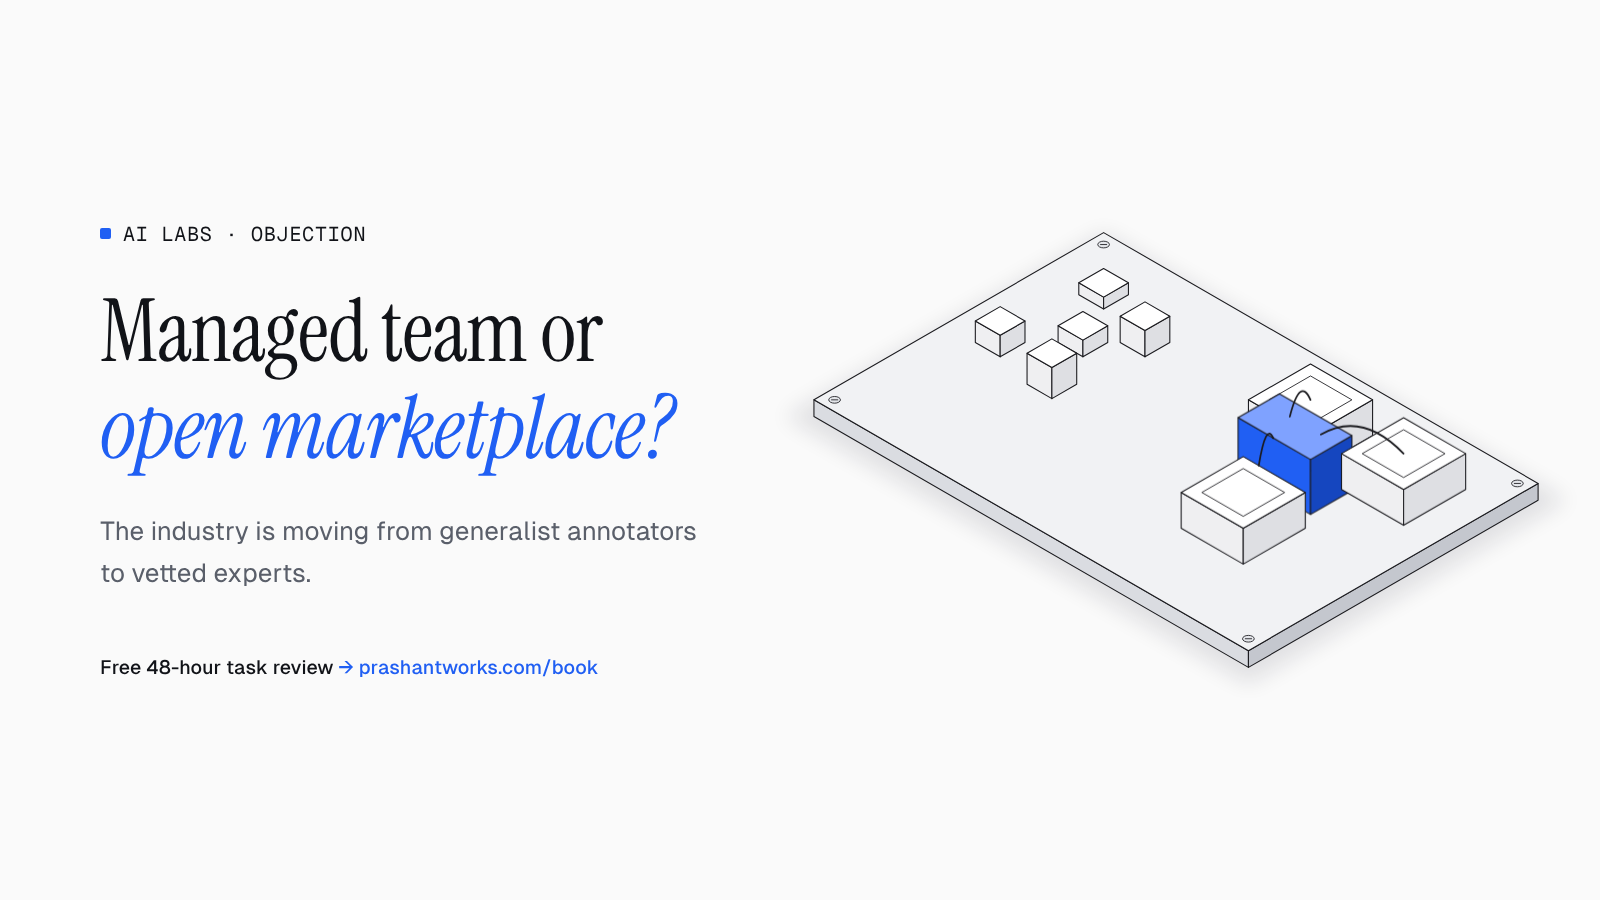 AI LABS · OBJECTION
Managed team or
open marketplace?
The industry is moving from generalist annotators
to vetted experts.
Free 48-hour task review → prashantworks.com/book